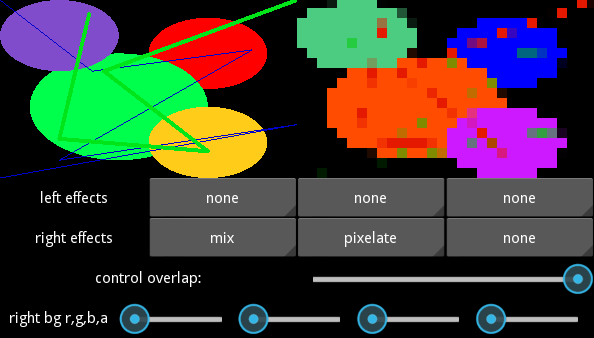 left effects none none none
right effects mix pixelate none
control overlap:
right bg r,g,b,a